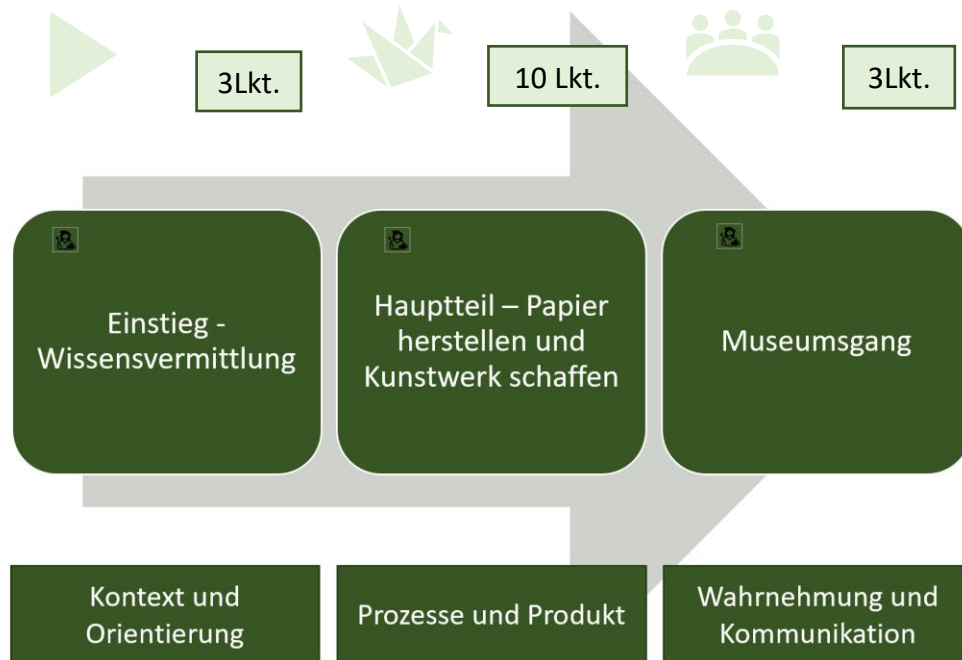 3Lkt.
10 Lkt.
3Lkt.
Einstieg -
Wissensvermittlung
Hauptteil – Papier
herstellen und
Kunstwerk schaffen
Museumsgang
Kontext und
Orientierung
Prozesse und Produkt
Wahrnehmung und
Kommunikation